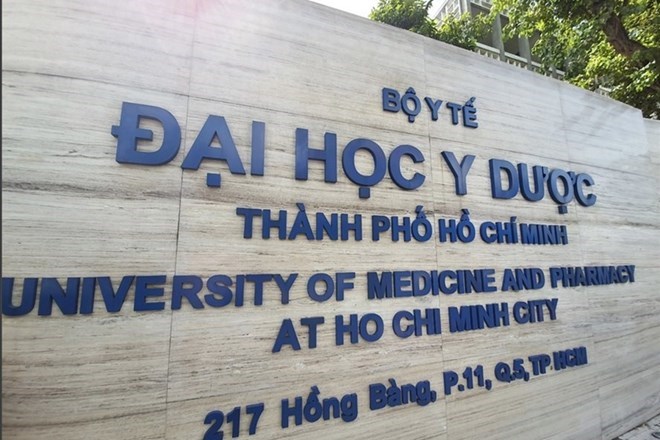 BỘ Y TẾ
ĐẠI HỌC Y DƯỢC
THÀNH PHỐ HỒ CHÍ MINH
UNIVERSITY OF MEDICINE AND PHARMACY
AT HO CHI MINH CITY
217 Hồng Bàng, P.11, Q.5, TP HCM